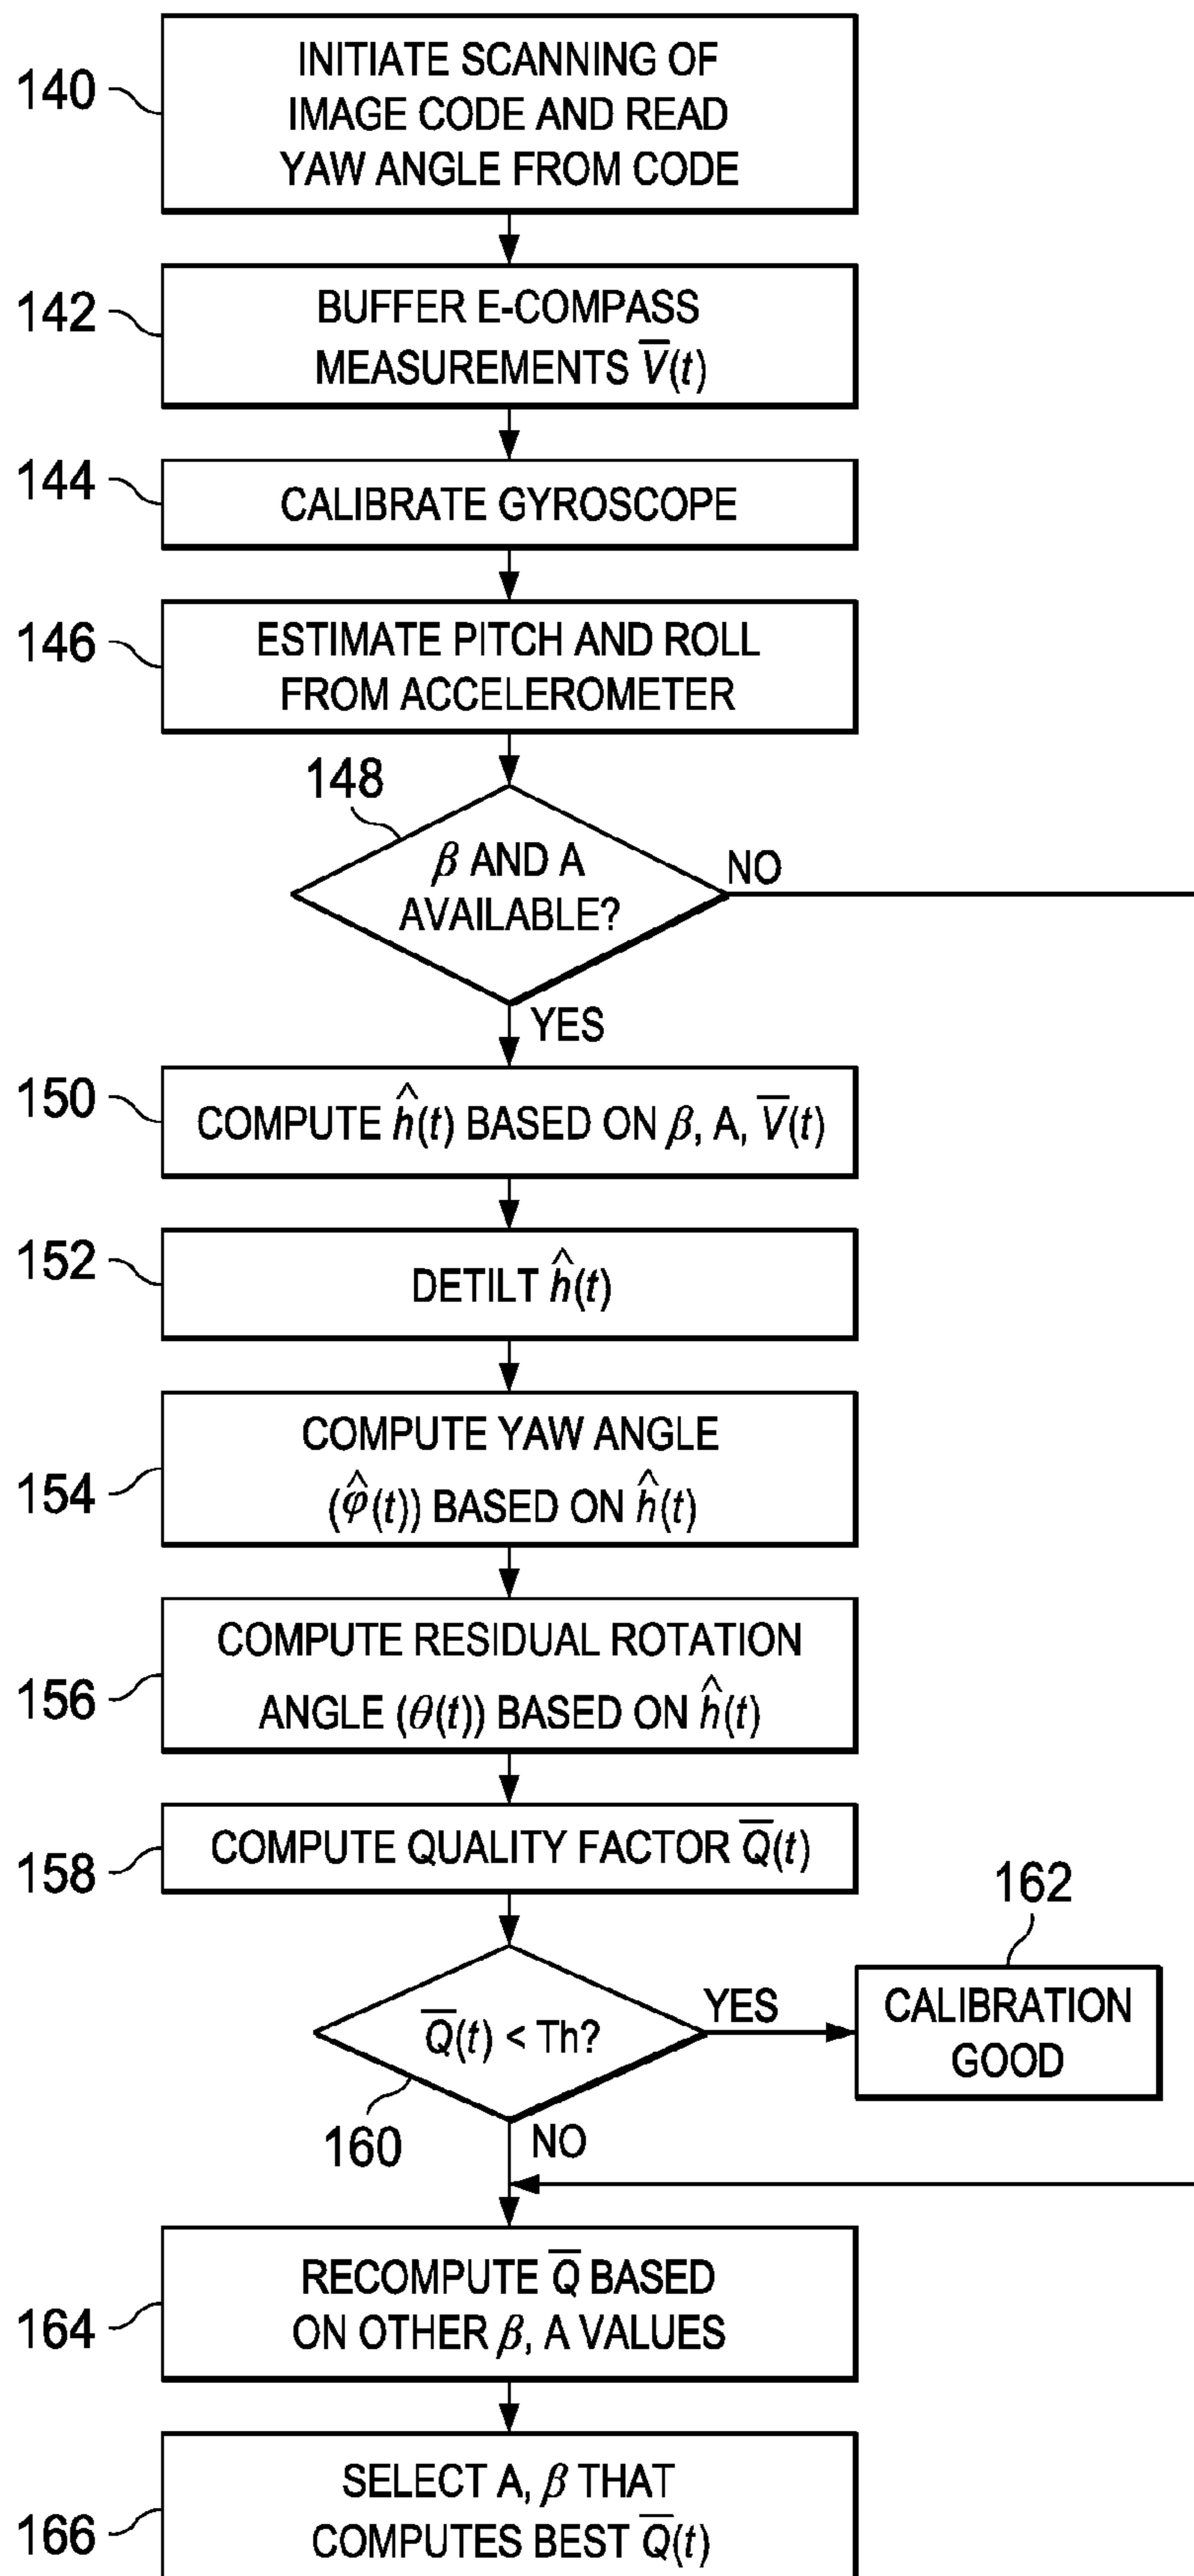 140
INITIATE SCANNING OF
IMAGE CODE AND READ
YAW ANGLE FROM CODE
142
BUFFER E-COMPASS
MEASUREMENTS V̅(t)
144
CALIBRATE GYROSCOPE
146
ESTIMATE PITCH AND ROLL
FROM ACCELEROMETER
148
β AND A
AVAILABLE?
NO
YES
150
COMPUTE ĥ(t) BASED ON β, A, V̅(t)
152
DETILT ĥ(t)
154
COMPUTE YAW ANGLE
(φ̂(t)) BASED ON ĥ(t)
156
COMPUTE RESIDUAL ROTATION
ANGLE (θ(t)) BASED ON ĥ(t)
158
COMPUTE QUALITY FACTOR Q̅(t)
160
Q̅(t) < Th?
YES
162
CALIBRATION
GOOD
NO
164
RECOMPUTE Q̅ BASED
ON OTHER β, A VALUES
166
SELECT A, β THAT
COMPUTES BEST Q̅(t)